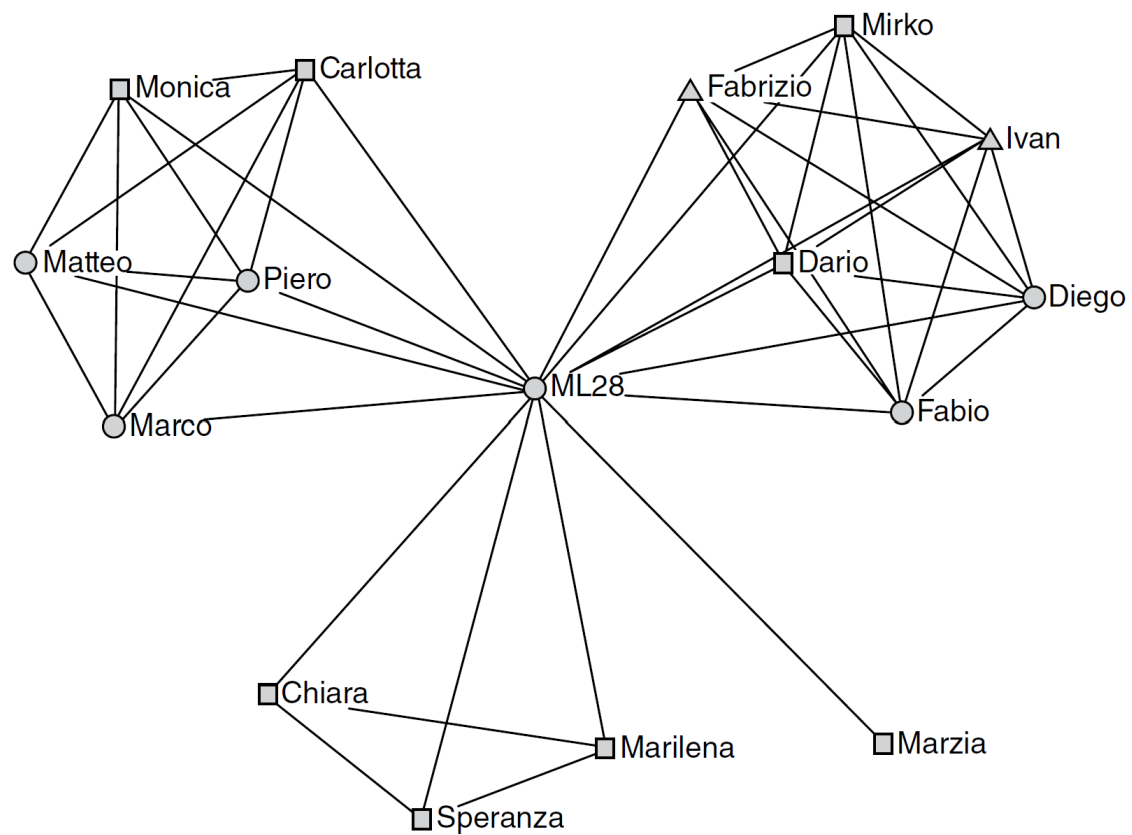 Mirko
Carlotta
Monica
Fabrizio
Ivan
Matteo
Piero
Dario
Diego
ML28
Marco
Fabio
Chiara
Marilena
Marzia
Speranza